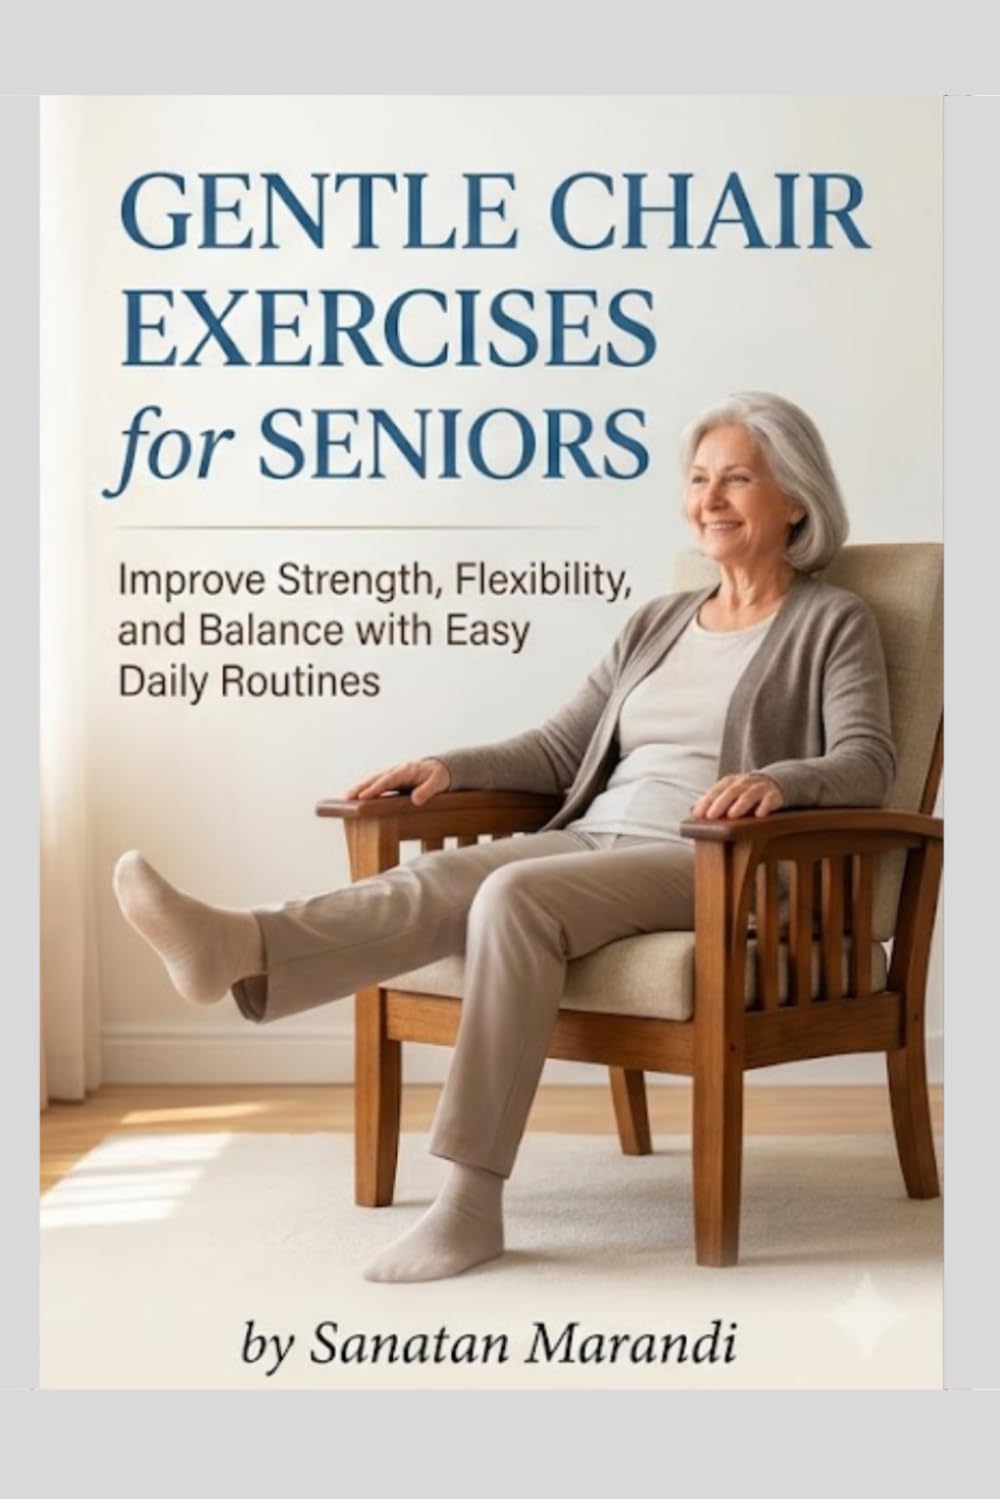 GENTLE CHAIR
EXERCISES
for SENIORS
Improve Strength, Flexibility,
and Balance with Easy
Daily Routines
by Sanatan Marandi